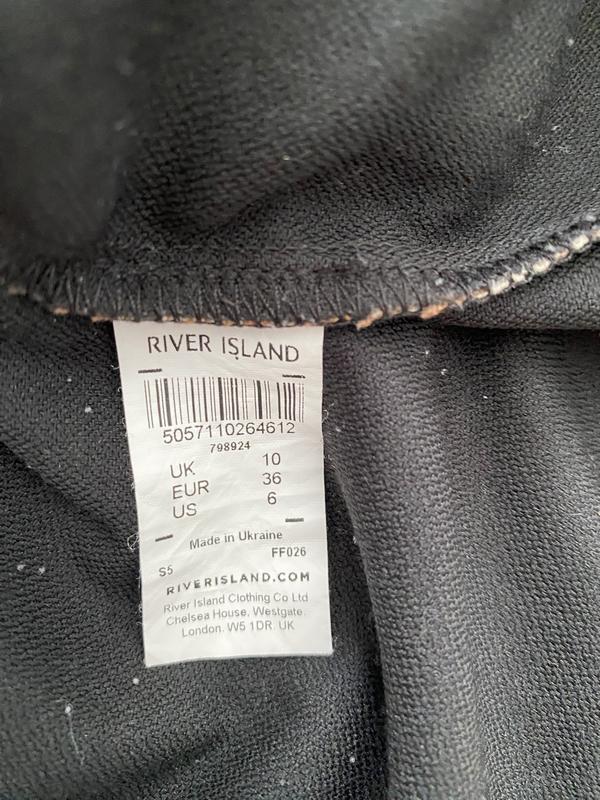 RIVER ISLAND
5057110264612
798924
UK 10
EUR 36
US 6
Made in Ukraine
FF026
S5
RIVERISLAND.COM
River Island Clothing Co Ltd
Chelsea House, Westgate.
London. W5 1DR. UK